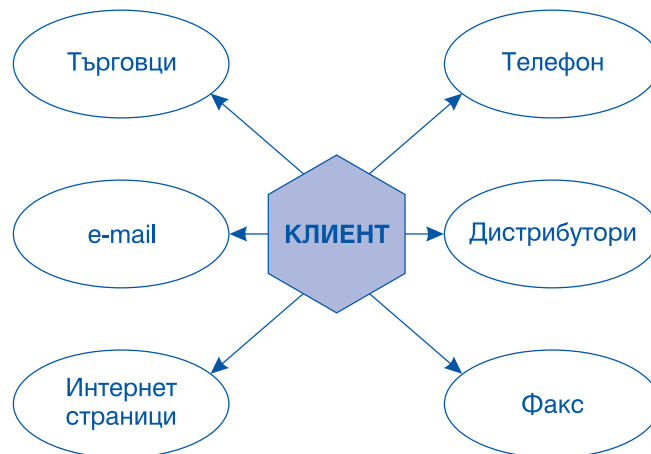 Търговци
Телефон
e-mail
КЛИЕНТ
Дистрибутори
Интернет
страници
Факс